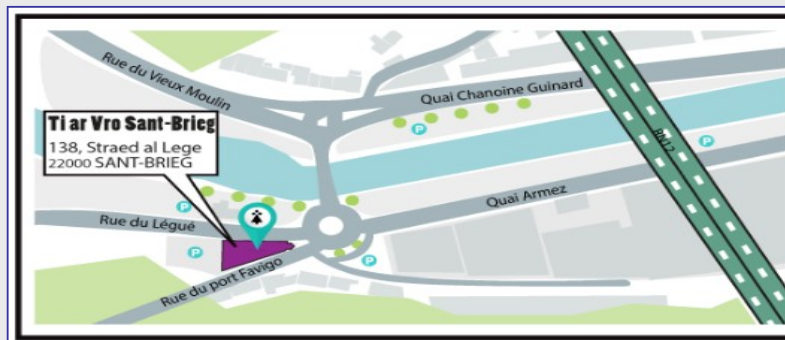 Rue du Vieux Moulin
Quai Chanoine Guinard
P
Ti ar Vro Sant-Brieg
138, Straed al Lege
22000 SANT-BRIEG
RN12
P
Quai Armez
P
Rue du Légué
P
P
Rue du port Favigo